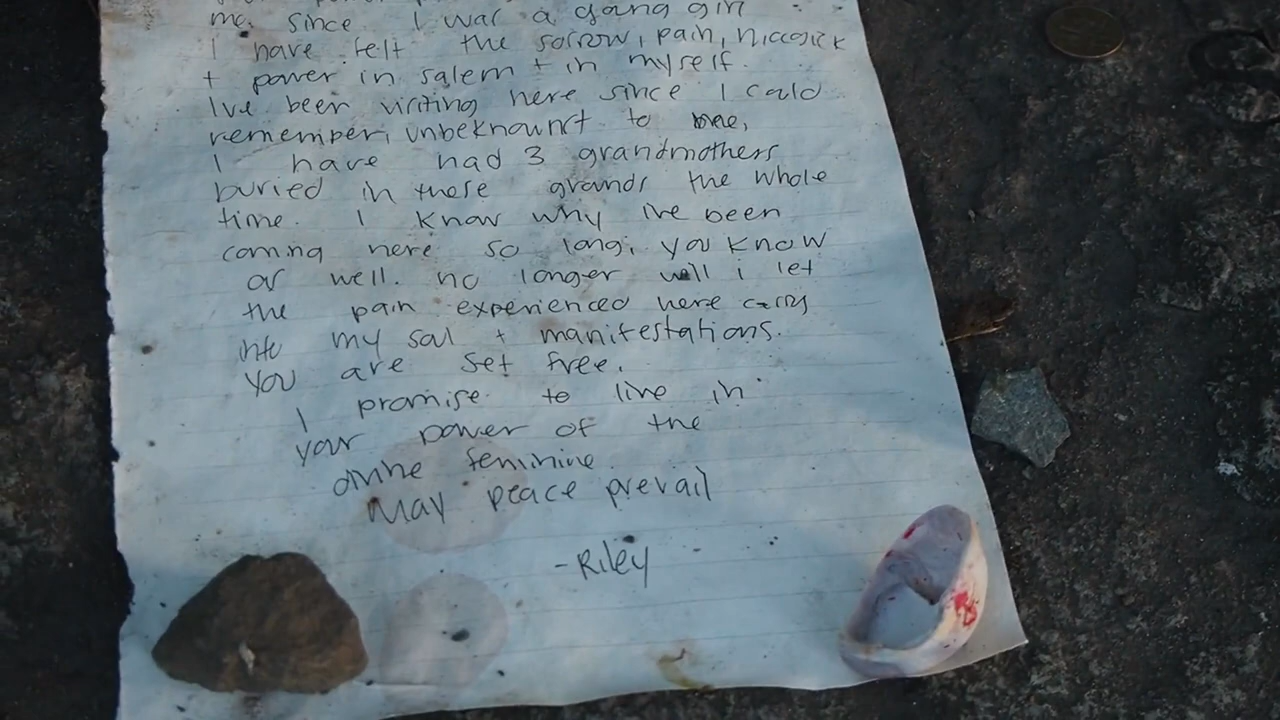 me. since I was a young girl
I have felt the sorrow, pain,
+ power in salem + in myself.
I've been visiting here since I could
remember, unbeknownst to me,
I have had 3 grandmothers
buried in these grounds the whole
time. I know why I've been
coming here so long, you know
as well. no longer will i let
the pain experienced here carry
into my soul + manifestations.
You are set free.
I promise to live in
your power of the
divine feminine.
May peace prevail
-Riley